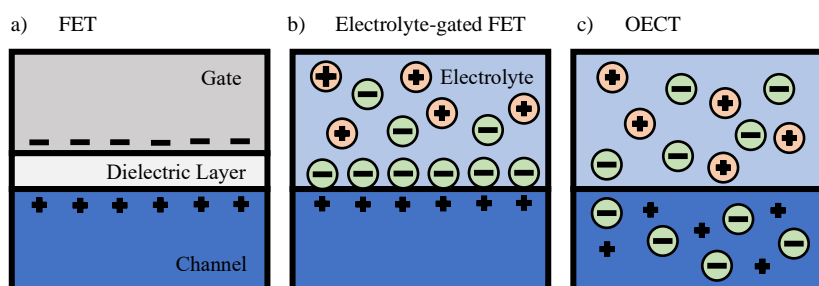 a) FET
b) Electrolyte-gated FET
c) OECT
Gate
Dielectric Layer
Channel
Electrolyte